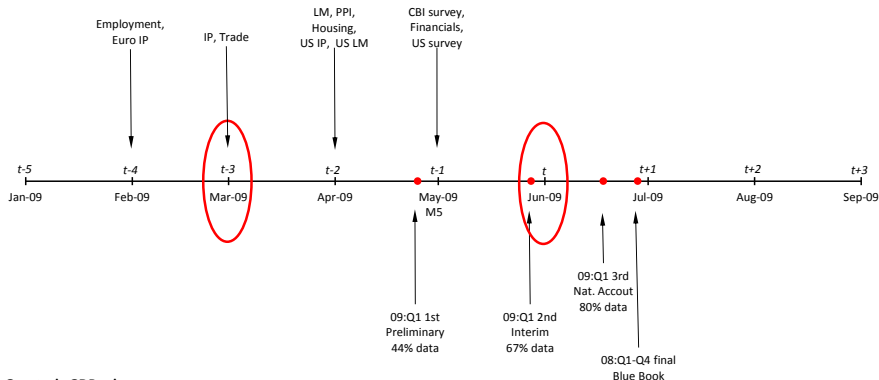 Employment,
Euro IP
IP, Trade
LM, PPI,
Housing,
US IP,  US LM
CBI survey,
Financials,
US survey
t-5
t-4
t-3
t-2
t-1
t
t+1
t+2
t+3
Jan-09
Feb-09
Mar-09
Apr-09
May-09
M5
Jun-09
Jul-09
Aug-09
Sep-09
09:Q1 1st
Preliminary
44% data
09:Q1 2nd
Interim
67% data
09:Q1 3rd
Nat. Accout
80% data
08:Q1-Q4 final
Blue Book